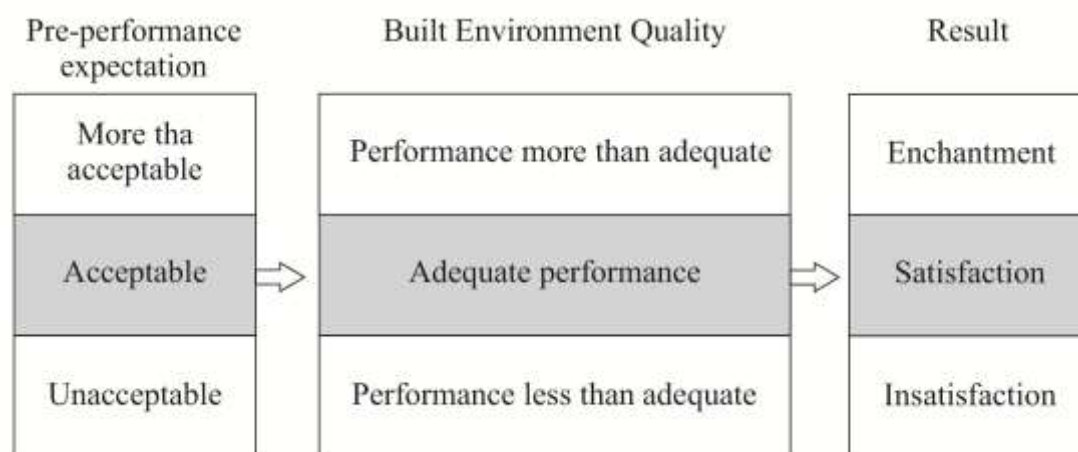 Pre-performance
expectation
Built Environment Quality
Result
More tha
acceptable
Performance more than adequate
Enchantment
Acceptable
Adequate performance
Satisfaction
Unacceptable
Performance less than adequate
Insatisfaction